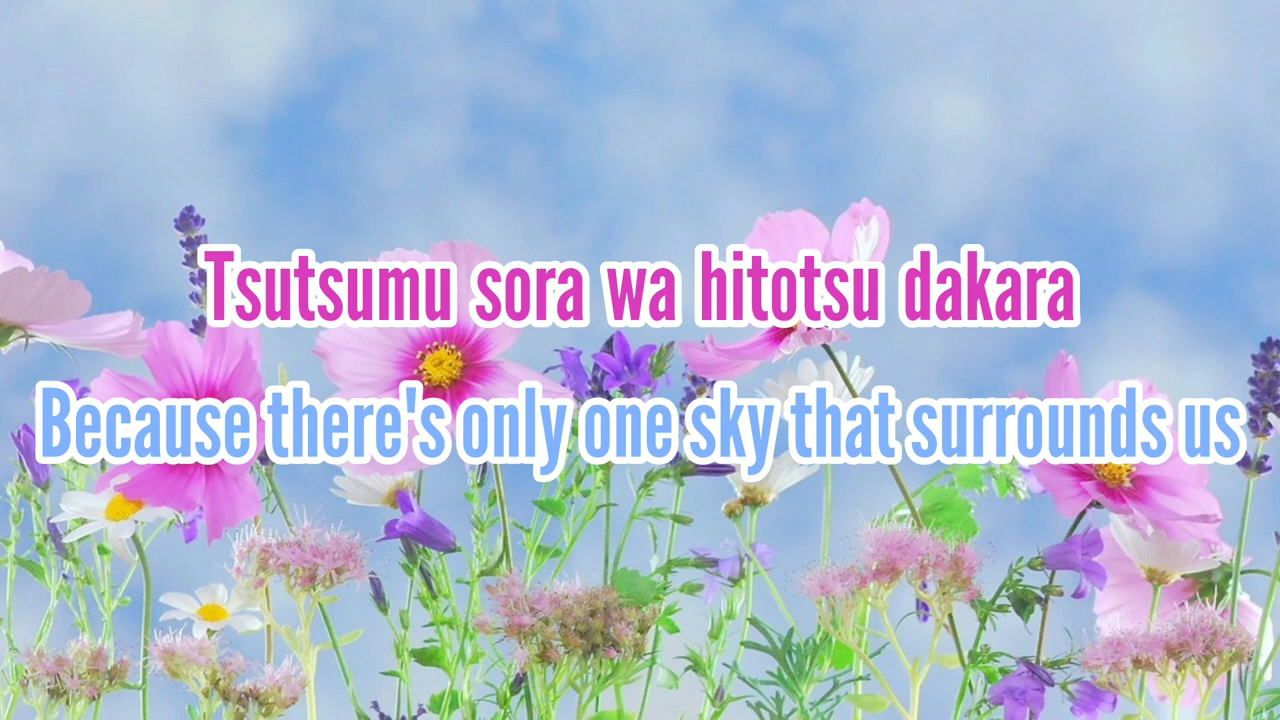 Tsutsumu sora wa hitotsu dakara
Because there's only one sky that surrounds us